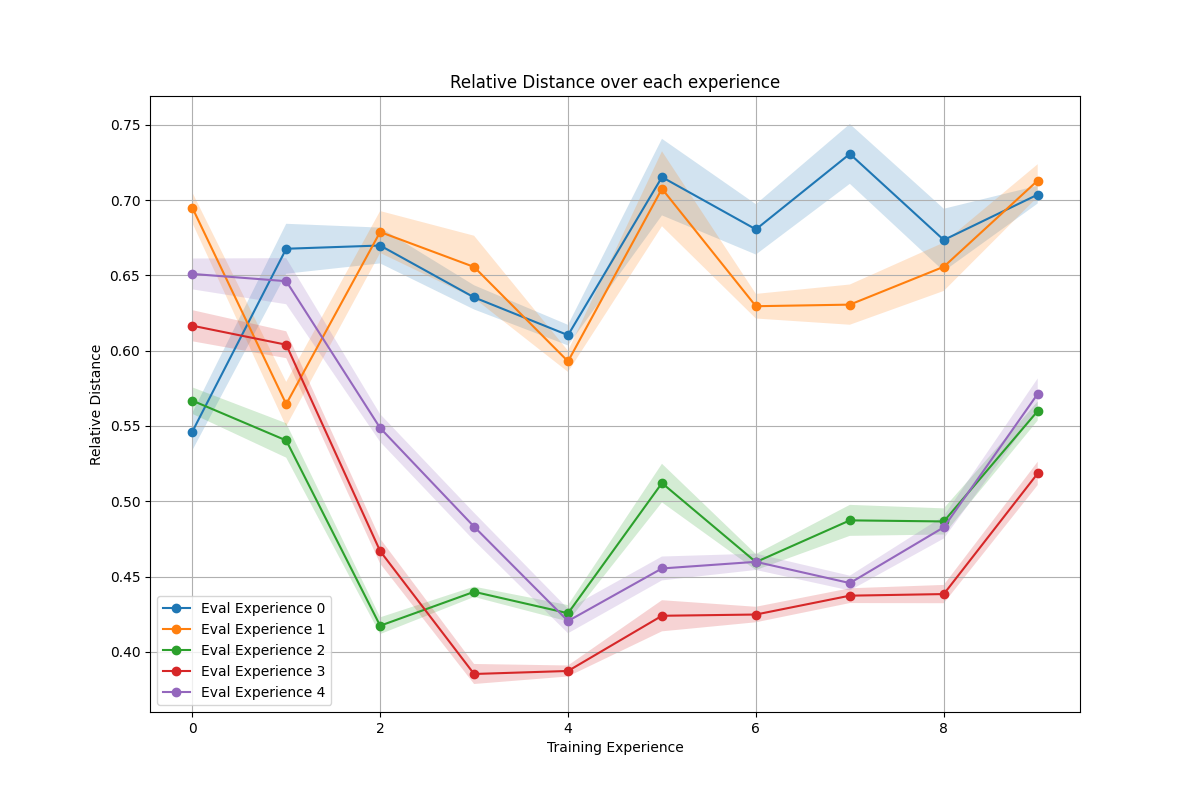 Relative Distance over each experience
0.75
0.70
0.65
0.60
0.55
0.50
0.45
0.40
Relative Distance
Eval Experience 0
Eval Experience 1
Eval Experience 2
Eval Experience 3
Eval Experience 4
0 2 4 6 8
Training Experience